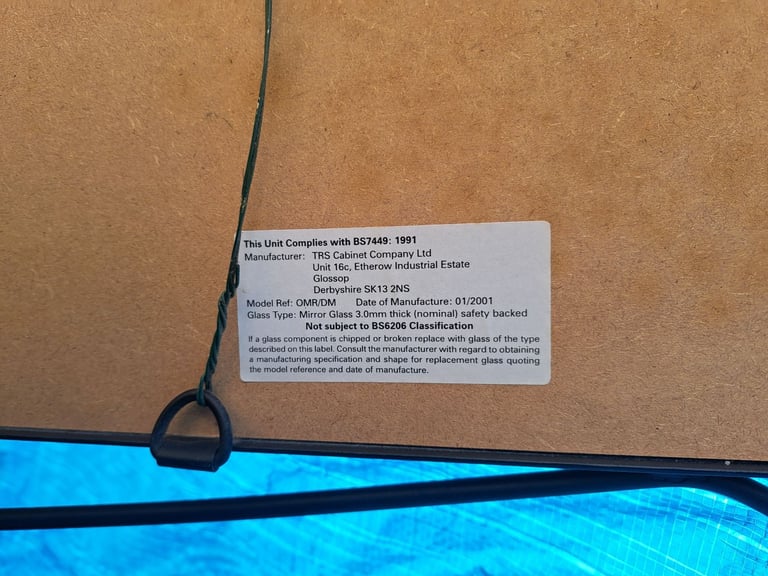 This Unit Complies with BS7449: 1991
Manufacturer: TRS Cabinet Company Ltd
Unit 16c, Etherow Industrial Estate
Glossop
Derbyshire SK13 2NS
Model Ref: OMR/DM Date of Manufacture: 01/2001
Glass Type: Mirror Glass 3.0mm thick (nominal) safety backed
Not subject to BS6206 Classification
If a glass component is chipped or broken replace with glass of the type
described on this label. Consult the manufacturer with regard to obtaining
a manufacturing specification and shape for replacement glass quoting
the model reference and date of manufacture.